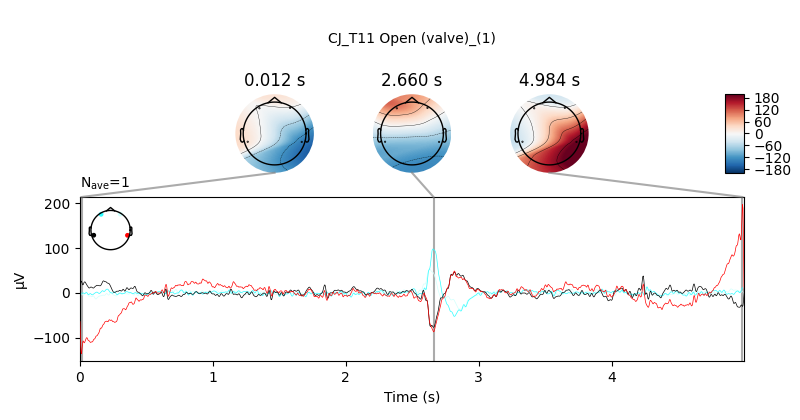 CJ_T11 Open (valve)_(1)
0.012 s 2.660 s 4.984 s
180
120
60
0
−60
−120
−180
Nave=1
200
100
0
−100
µV
0 1 2 3 4
Time (s)